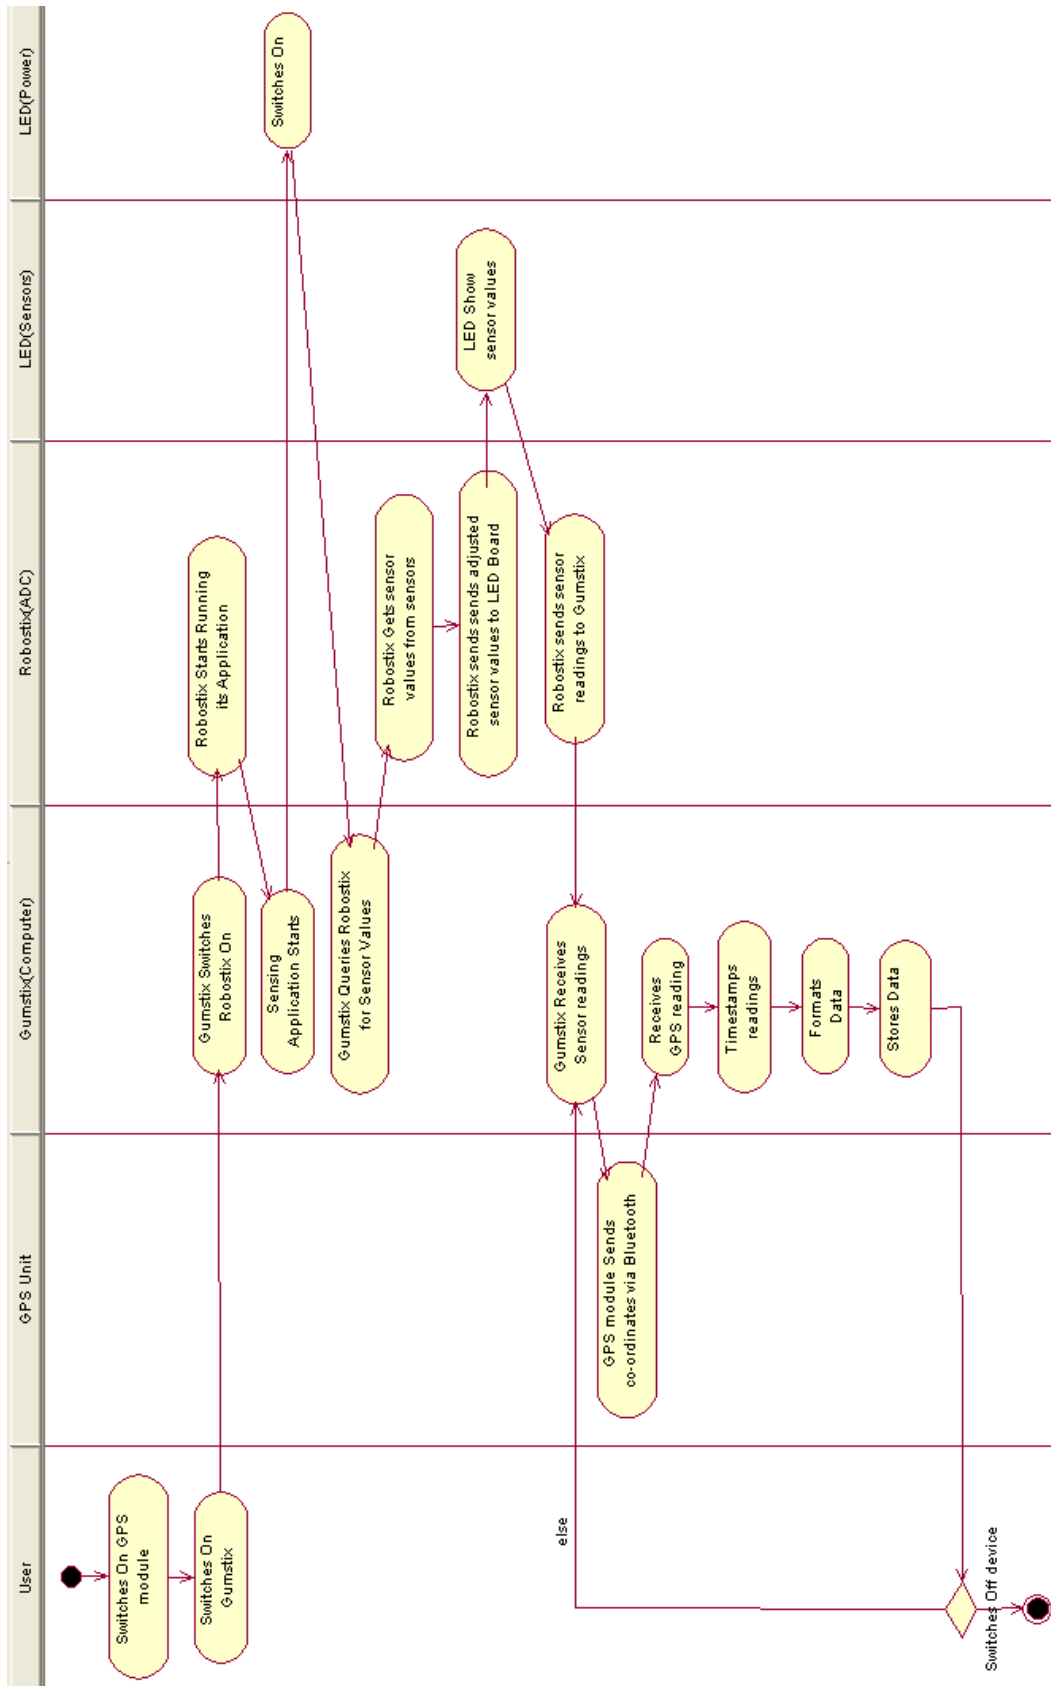 User
GPS Unit
Gumstix(Computer)
Robostix(ADC)
LED(Sensors)
LED(Power)
Switches On GPS
module
Switches On
Gumstix
Gumstix Switches
Robostix On
Robostix Starts Running
its Application
Sensing
Application Starts
Switches On
Gumstix Queries Robostix
for Sensor Values
Robostix Gets sensor
values from sensors
Robostix sends sends adjusted
sensor values to LED Board
LED Show
sensor values
Robostix sends sensor
readings to Gumstix
Gumstix Receives
Sensor readings
GPS module Sends
co-ordinates via Bluetooth
Receives
GPS reading
Timestamps
readings
Formats
Data
Stores Data
else
Switches Off device